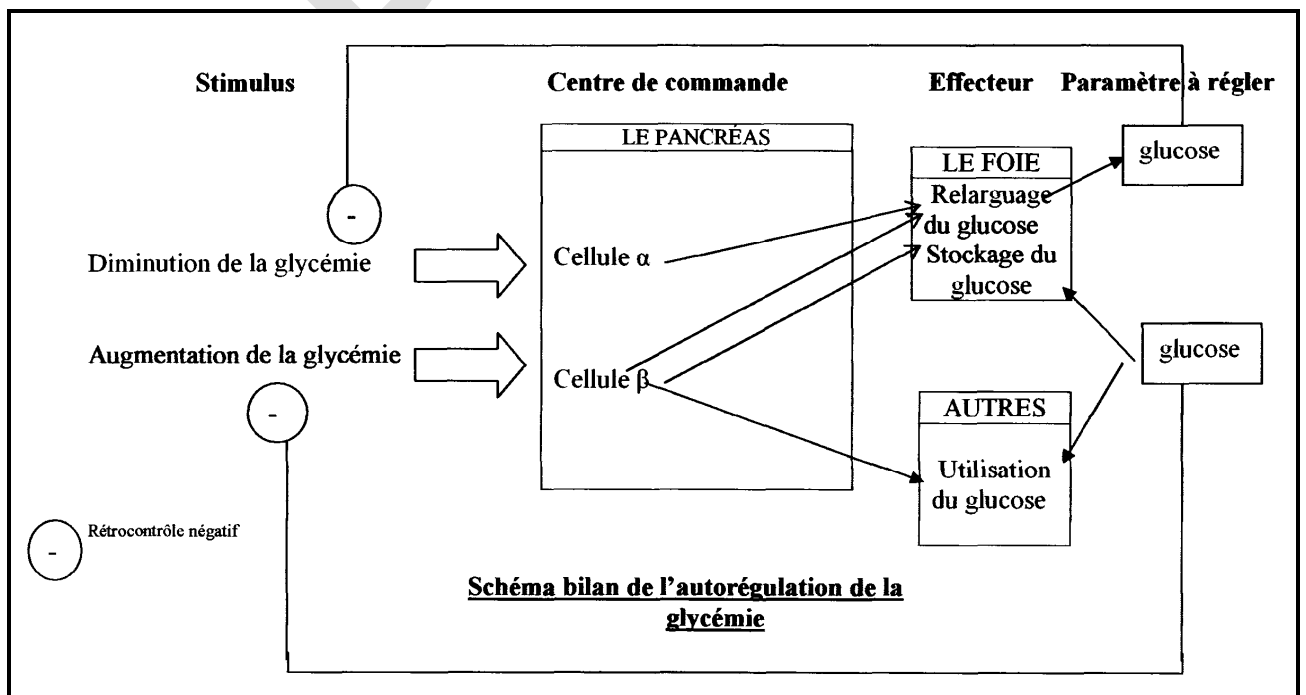 Stimulus
Centre de commande
Effecteur
Paramètre à régler
LE PANCRÉAS
glucose
LE FOIE
Relarguage
du glucose
Stockage du
glucose
-
Diminution de la glycémie
Cellule α
Augmentation de la glycémie
Cellule β
glucose
-
AUTRES
Utilisation
du glucose
-
Rétrocontrôle négatif
Schéma bilan de l'autorégulation de la
glycémie